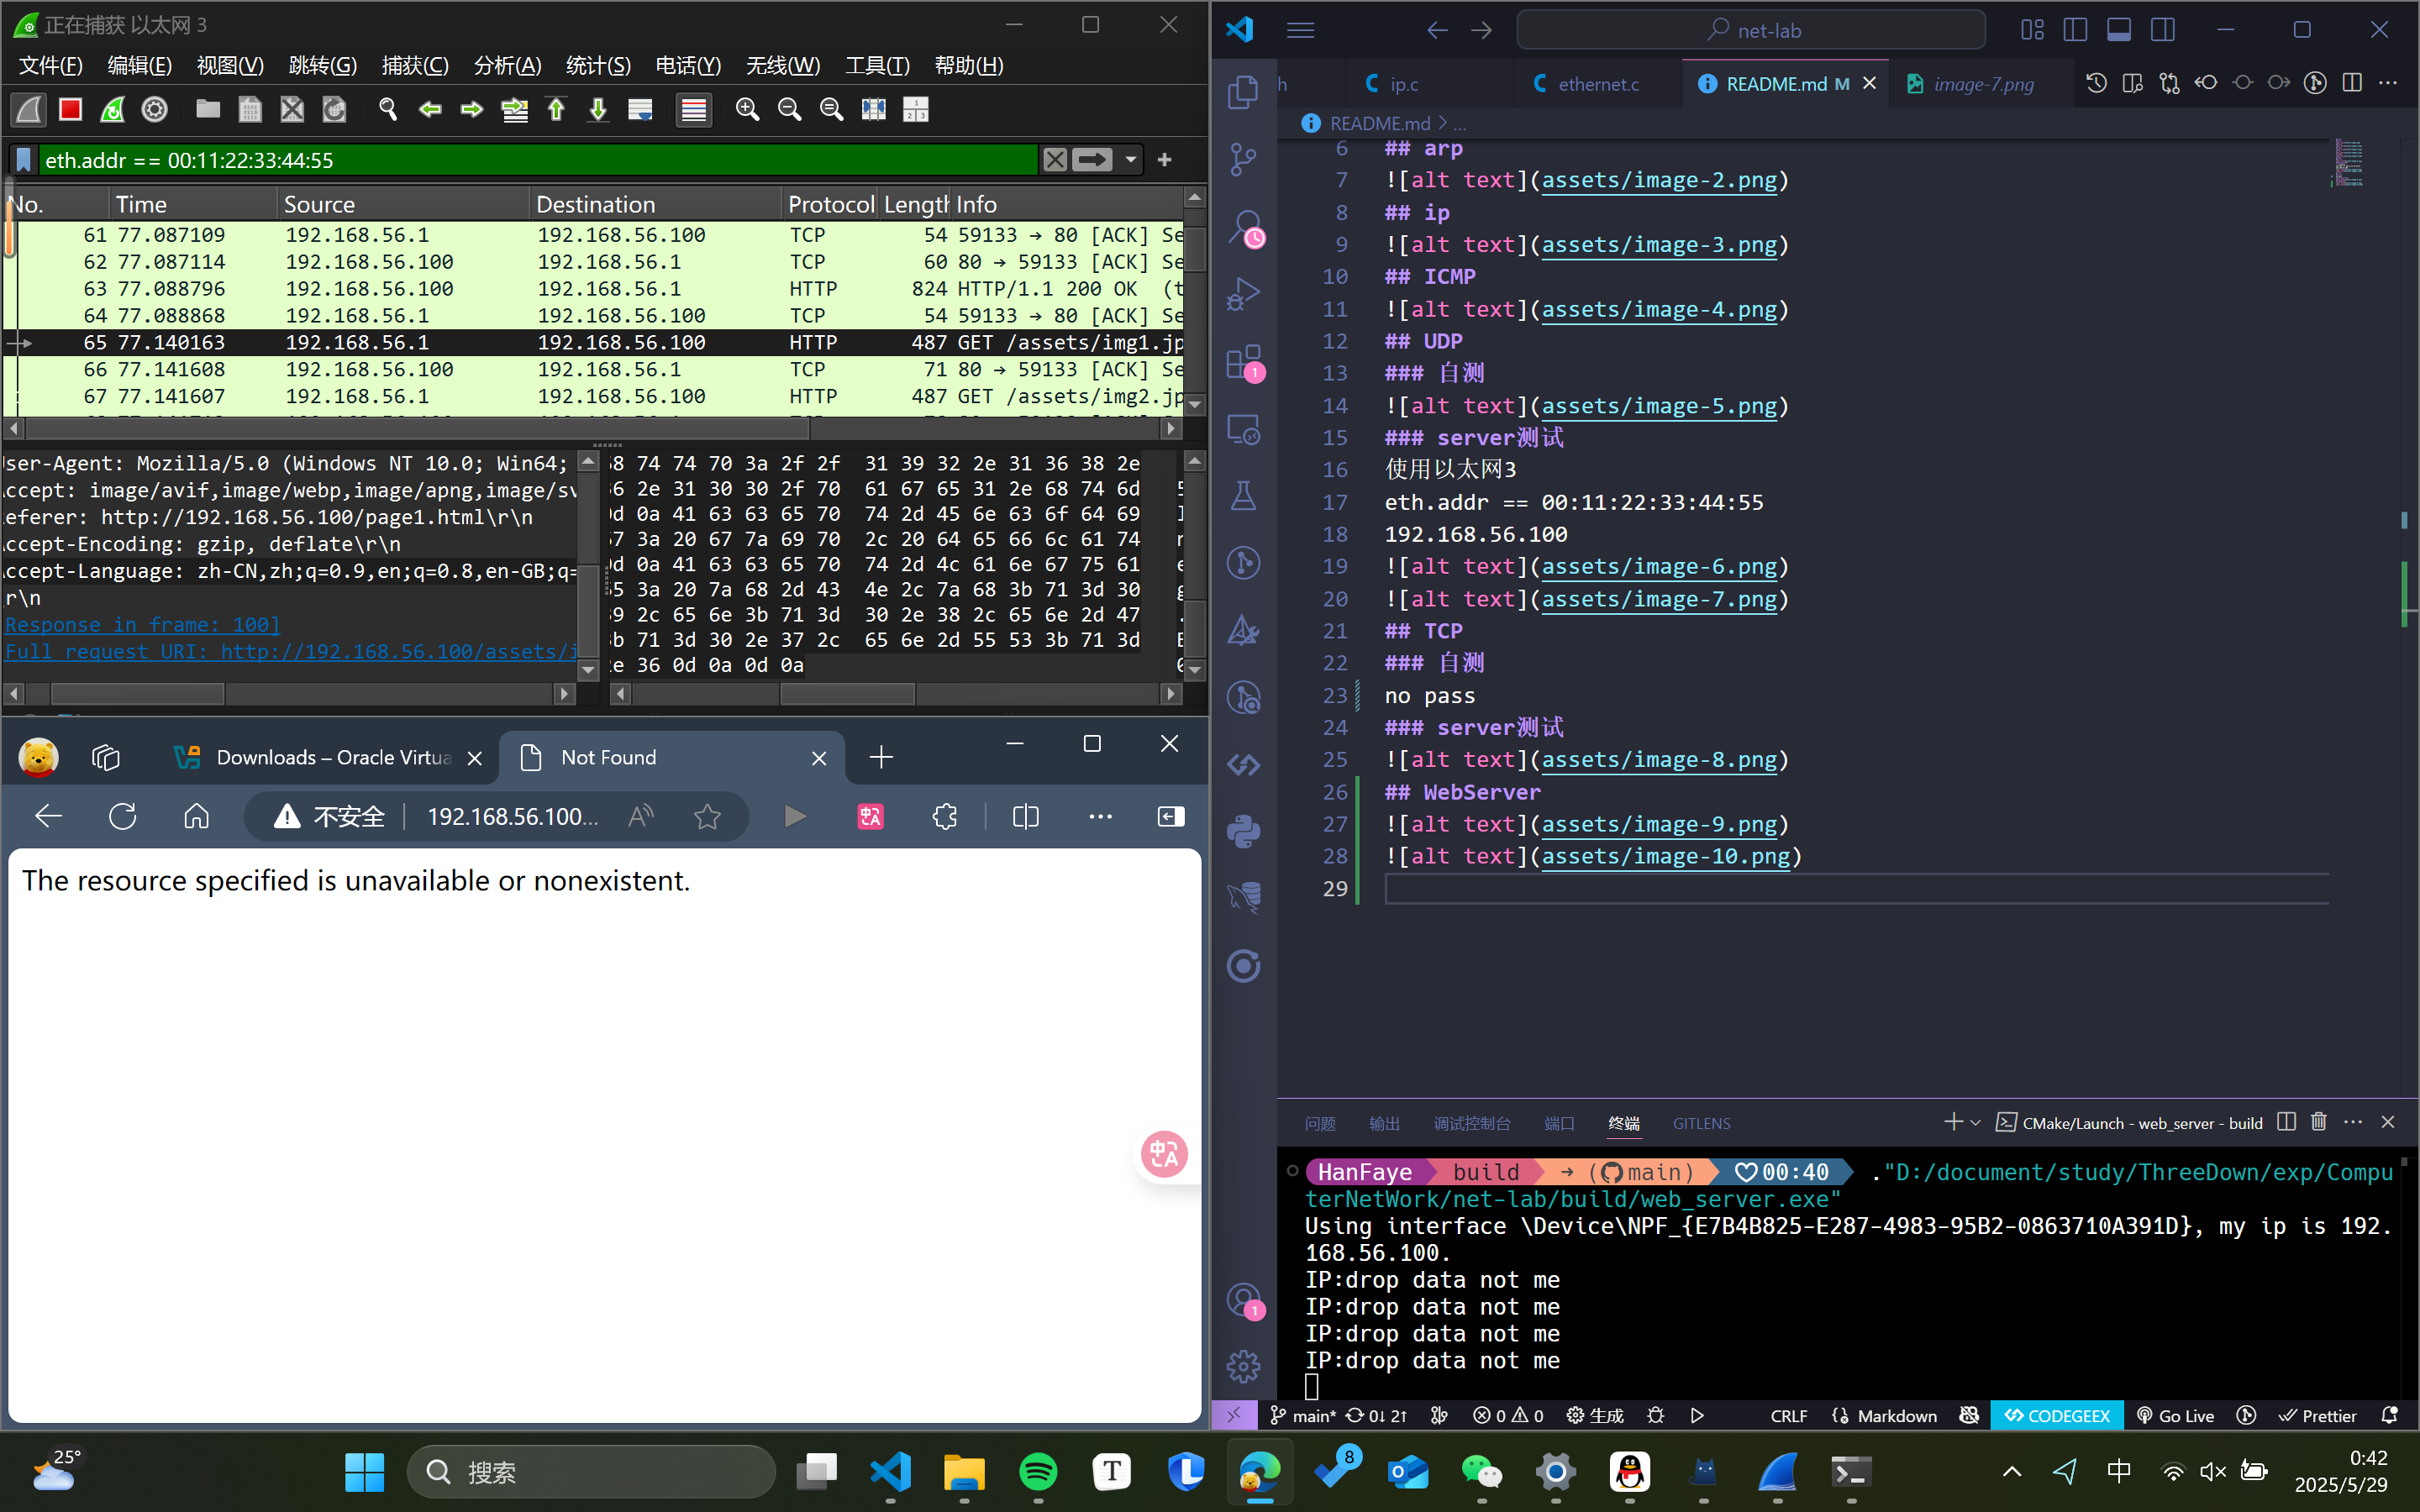 正在捕获 以太网 3
文件(F) 编辑(E) 视图(V) 跳转(G) 捕获(C) 分析(A) 统计(S) 电话(Y) 无线(W) 工具(T) 帮助(H)
eth.addr == 00:11:22:33:44:55
No. Time Source Destination Protocol Length Info
61 77.087109 192.168.56.1 192.168.56.100 TCP 54 59133 → 80 [ACK] Se
62 77.087114 192.168.56.100 192.168.56.1 TCP 60 80 → 59133 [ACK] Se
63 77.088796 192.168.56.100 192.168.56.1 HTTP 824 HTTP/1.1 200 OK (t
64 77.088868 192.168.56.1 192.168.56.100 TCP 54 59133 → 80 [ACK] Se
65 77.140163 192.168.56.1 192.168.56.100 HTTP 487 GET /assets/img1.jp
66 77.141608 192.168.56.100 192.168.56.1 TCP 71 80 → 59133 [ACK] Se
67 77.141607 192.168.56.1 192.168.56.100 HTTP 487 GET /assets/img2.jp
ser-Agent: Mozilla/5.0 (Windows NT 10.0; Win64;
ccept: image/avif,image/webp,image/apng,image/sv
eferer: http://192.168.56.100/page1.html\r\n
ccept-Encoding: gzip, deflate\r\n
ccept-Language: zh-CN,zh;q=0.9,en;q=0.8,en-GB;q=
r\n
Response in frame: 100]
Full request URI: http://192.168.56.100/assets/i
68 74 74 70 3a 2f 2f 31 39 32 2e 31 36 38 2e
36 2e 31 30 30 2f 70 61 67 65 31 2e 68 74 6d
0d 0a 41 63 63 65 70 74 2d 45 6e 63 6f 64 69
67 3a 20 67 7a 69 70 2c 20 64 65 66 6c 61 74
0d 0a 41 63 63 65 70 74 2d 4c 61 6e 67 75 61
65 3a 20 7a 68 2d 43 4e 2c 7a 68 3b 71 3d 30
39 2c 65 6e 3b 71 3d 30 2e 38 2c 65 6e 2d 47
3b 71 3d 30 2e 37 2c 65 6e 2d 55 53 3b 71 3d
2e 36 0d 0a 0d 0a
Downloads – Oracle Virtua
Not Found
不安全 192.168.56.100...
The resource specified is unavailable or nonexistent.
net-lab
h
ip.c
ethernet.c
README.md M
image-7.png
README.md > ...
6 ## arp
7 ![alt text](assets/image-2.png)
8 ## ip
9 ![alt text](assets/image-3.png)
10 ## ICMP
11 ![alt text](assets/image-4.png)
12 ## UDP
13 ### 自测
14 ![alt text](assets/image-5.png)
15 ### server测试
16 使用以太网3
17 eth.addr == 00:11:22:33:44:55
18 192.168.56.100
19 ![alt text](assets/image-6.png)
20 ![alt text](assets/image-7.png)
21 ## TCP
22 ### 自测
23 no pass
24 ### server测试
25 ![alt text](assets/image-8.png)
26 ## WebServer
27 ![alt text](assets/image-9.png)
28 ![alt text](assets/image-10.png)
29
问题 输出 调试控制台 端口 终端 GITLENS CMake/Launch - web_server - build
HanFaye build → (main) 00:40 ."D:/document/study/ThreeDown/exp/Compu
terNetWork/net-lab/build/web_server.exe"
Using interface \Device\NPF_{E7B4B825-E287-4983-95B2-0863710A391D}, my ip is 192.
168.56.100.
IP:drop data not me
IP:drop data not me
IP:drop data not me
IP:drop data not me
main* 0↓ 2↑ 0 0 生成 CRLF Markdown CODEGEEX Go Live Prettier
25°
搜索
8
中
0:42
2025/5/29